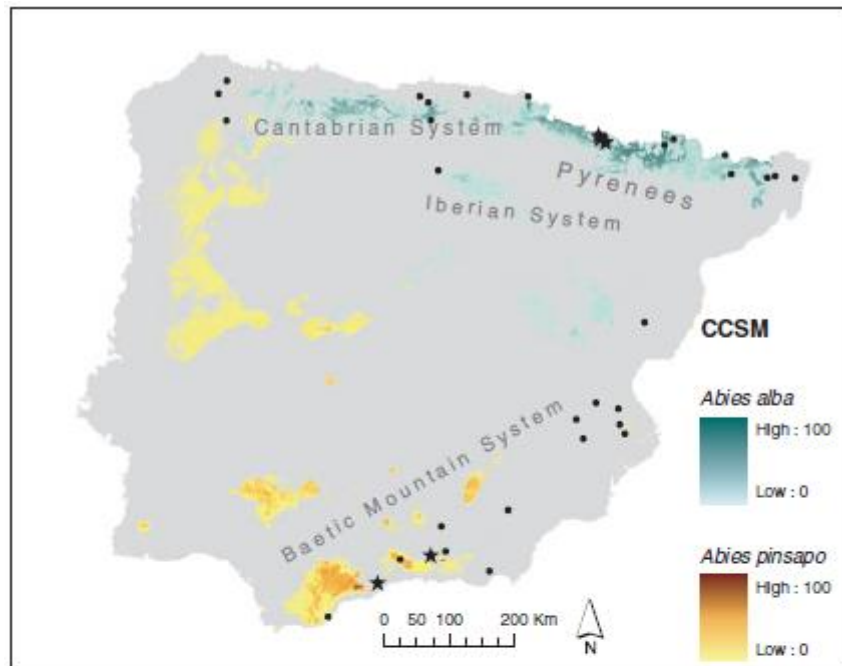 Cantabrian System
Pyrenees
Iberian System
CCSM
Abies alba
High : 100
Low : 0
Baetic Mountain System
Abies pinsapo
High : 100
Low : 0
0 50 100 200 Km
N